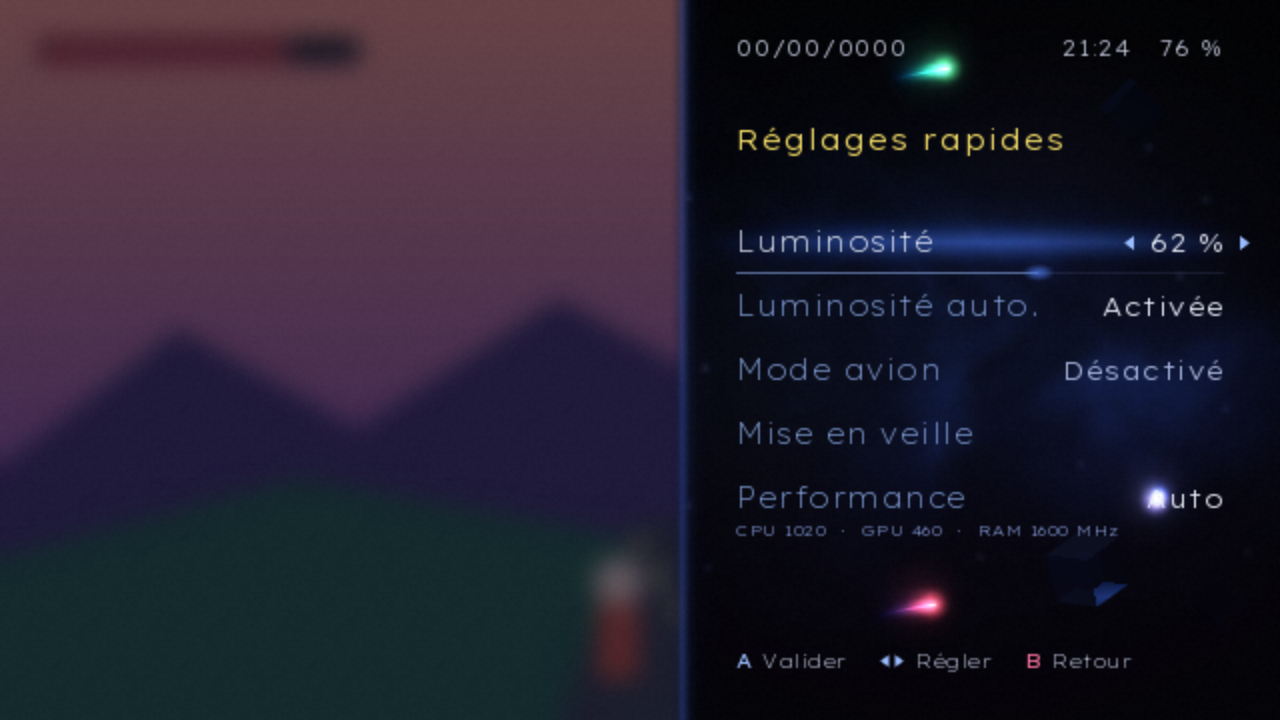 00/00/0000 21:24 76 %
Réglages rapides
Luminosité 62 %
Luminosité auto. Activée
Mode avion Désactivé
Mise en veille
Performance Auto
CPU 1020 · GPU 460 · RAM 1600 MHz
A Valider Régler B Retour